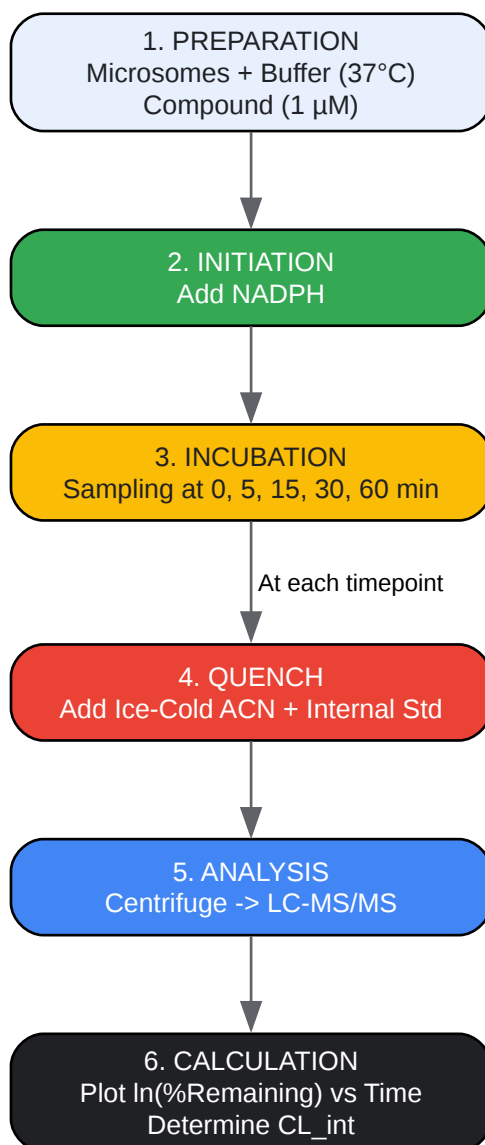 1. PREPARATION
Microsomes + Buffer (37°C)
Compound (1 µM)
2. INITIATION
Add NADPH
3. INCUBATION
Sampling at 0, 5, 15, 30, 60 min
At each timepoint
4. QUENCH
Add Ice-Cold ACN + Internal Std
5. ANALYSIS
Centrifuge -> LC-MS/MS
6. CALCULATION
Plot ln(%Remaining) vs Time
Determine CL_int